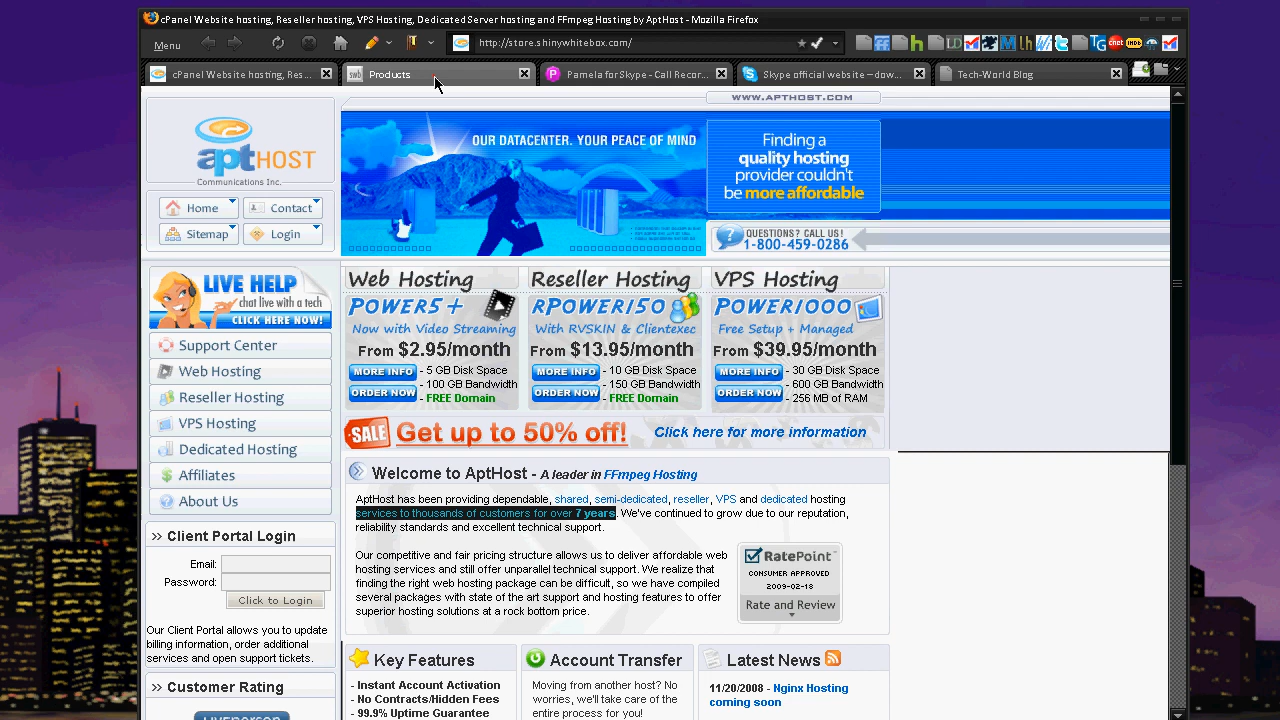 cPanel Website hosting, Reseller hosting, VPS Hosting, Dedicated Server hosting and FFmpeg Hosting by AptHost - Mozilla Firefox
Menu
http://store.shinywhitebox.com/
cPanel Website hosting, Res...
swb Products
Pamela for Skype - Call Recor...
Skype official website – dow...
Tech-World Blog
WWW.APTHOST.COM
aptHOST
Communications Inc.
OUR DATACENTER. YOUR PEACE OF MIND
Finding a
quality hosting
provider couldn't
be more affordable
Home
Contact
Sitemap
Login
QUESTIONS? CALL US!
1-800-459-0286
LIVE HELP
chat live with a tech
CLICK HERE NOW!
Support Center
Web Hosting
Reseller Hosting
VPS Hosting
Dedicated Hosting
Affiliates
About Us
Web Hosting
POWER5+
Now with Video Streaming
From $2.95/month
MORE INFO
ORDER NOW
- 5 GB Disk Space
- 100 GB Bandwidth
- FREE Domain
Reseller Hosting
RPOWER150
With RVSKIN & Clientexec
From $13.95/month
MORE INFO
ORDER NOW
- 10 GB Disk Space
- 150 GB Bandwidth
- FREE Domain
VPS Hosting
POWER1000
Free Setup + Managed
From $39.95/month
MORE INFO
ORDER NOW
- 30 GB Disk Space
- 600 GB Bandwidth
- 256 MB of RAM
SALE Get up to 50% off! Click here for more information
Welcome to AptHost - A leader in FFmpeg Hosting
AptHost has been providing dependable, shared, semi-dedicated, reseller, VPS and dedicated hosting
services to thousands of customers for over 7 years. We've continued to grow due to our reputation,
reliability standards and excellent technical support.
Our competitive and fair pricing structure allows us to deliver affordable web
hosting services and still offer unparallele technical support. We realize that
finding the right web hosting package can be difficult, so we have compiled
several packages with state of the art support and hosting features to offer
superior hosting solutions at rock bottom price.
RatePoint
CONSUMER APPROVED
2009-02-18
Rate and Review
>> Client Portal Login
Email:
Password:
Click to Login
Our Client Portal allows you to update
billing information, order additional
services and open support tickets.
>> Customer Rating
LIVEPERSON
Key Features
- Instant Account Activation
- No Contracts/Hidden Fees
- 99.9% Uptime Guarantee
Account Transfer
Moving from another host? No
worries, we'll take care of the
entire process for you!
Latest News
11/20/2008 - Nginx Hosting
coming soon